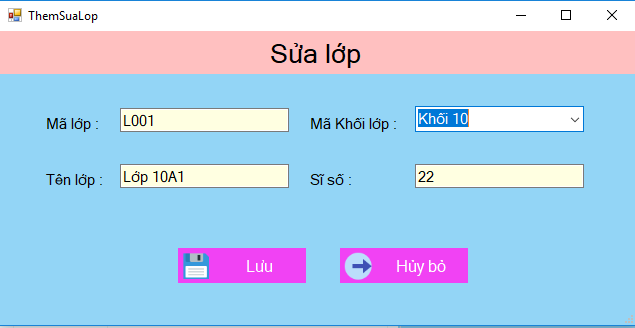 ThemSuaLop
Sửa lớp
Mã lớp : L001 Mã Khối lớp : Khối 10
Tên lớp : Lớp 10A1 Sĩ số : 22
Lưu Hủy bỏ